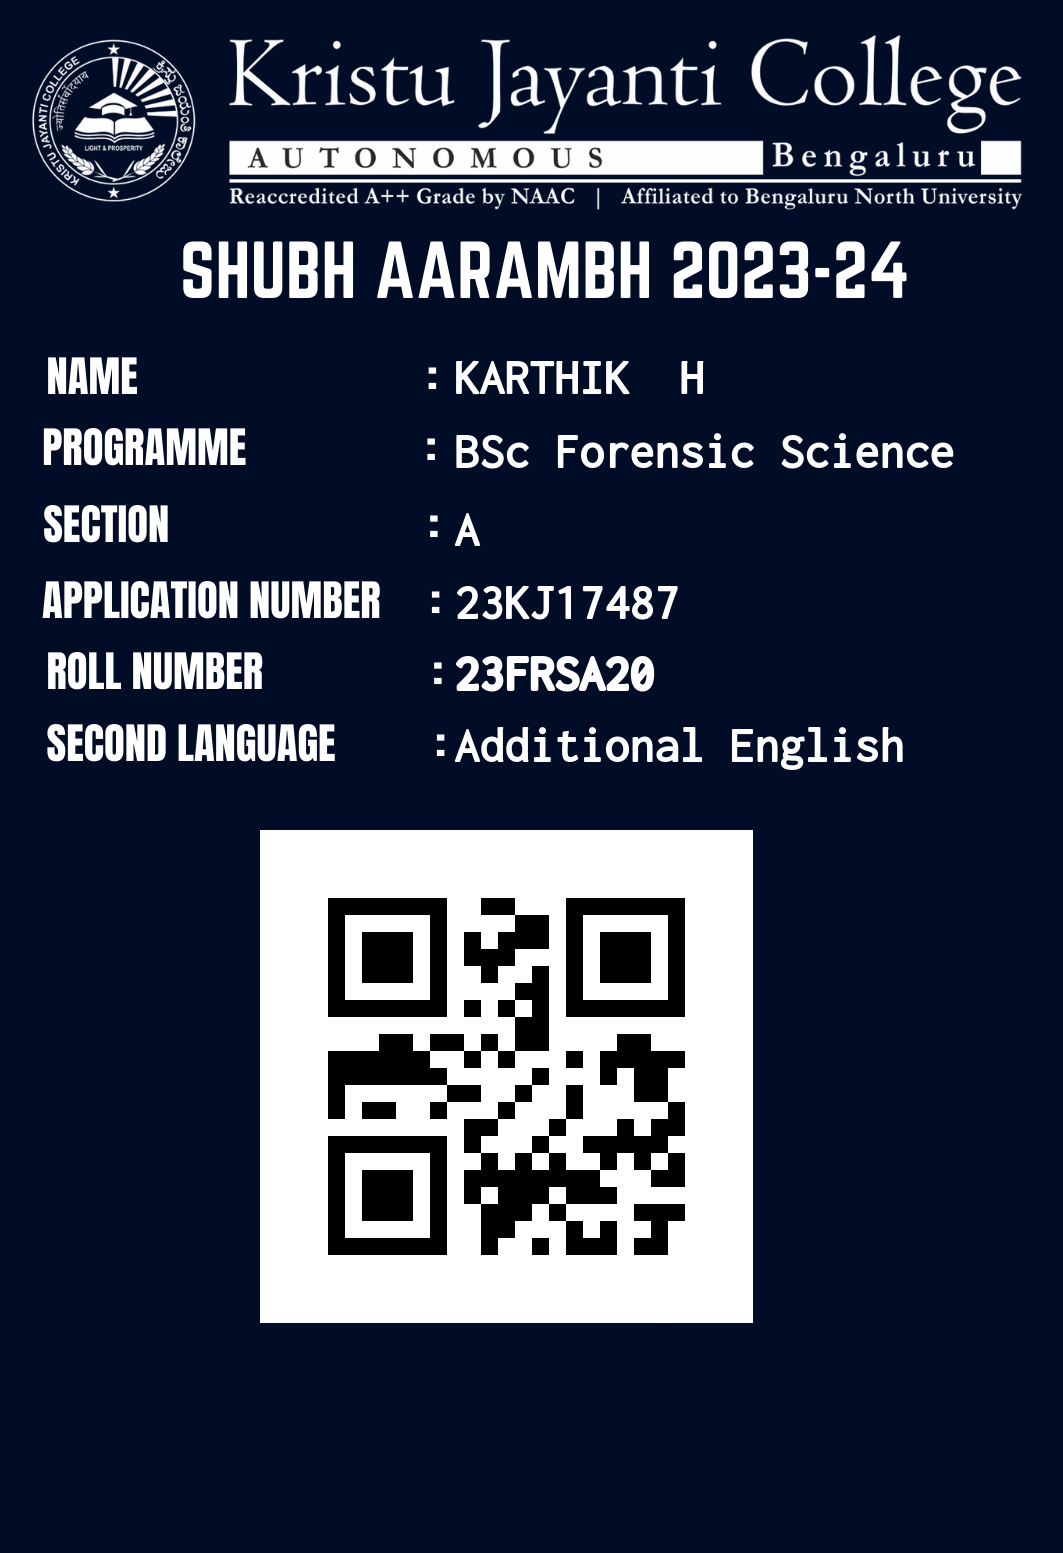 Kristu Jayanti College
AUTONOMOUS Bengaluru
Reaccredited A++ Grade by NAAC | Affiliated to Bengaluru North University
KRISTU JAYANTI COLLEGE
LIGHT & PROSPERITY
SHUBH AARAMBH 2023-24
NAME : KARTHIK H
PROGRAMME : BSc Forensic Science
SECTION : A
APPLICATION NUMBER : 23KJ17487
ROLL NUMBER : 23FRSA20
SECOND LANGUAGE : Additional English